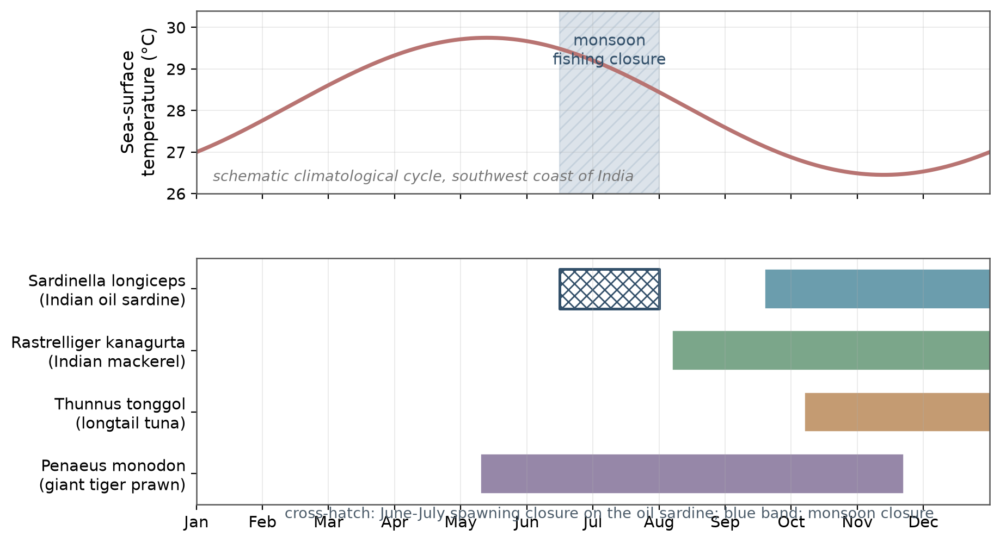 Sea-surface
temperature (°C)
30
29
28
27
26
monsoon
fishing closure
schematic climatological cycle, southwest coast of India
Sardinella longiceps
(Indian oil sardine)
Rastrelliger kanagurta
(Indian mackerel)
Thunnus tonggol
(longtail tuna)
Penaeus monodon
(giant tiger prawn)
cross-hatch: June-July spawning closure on the oil sardine; blue band: monsoon closure
Jan Feb Mar Apr May Jun Jul Aug Sep Oct Nov Dec